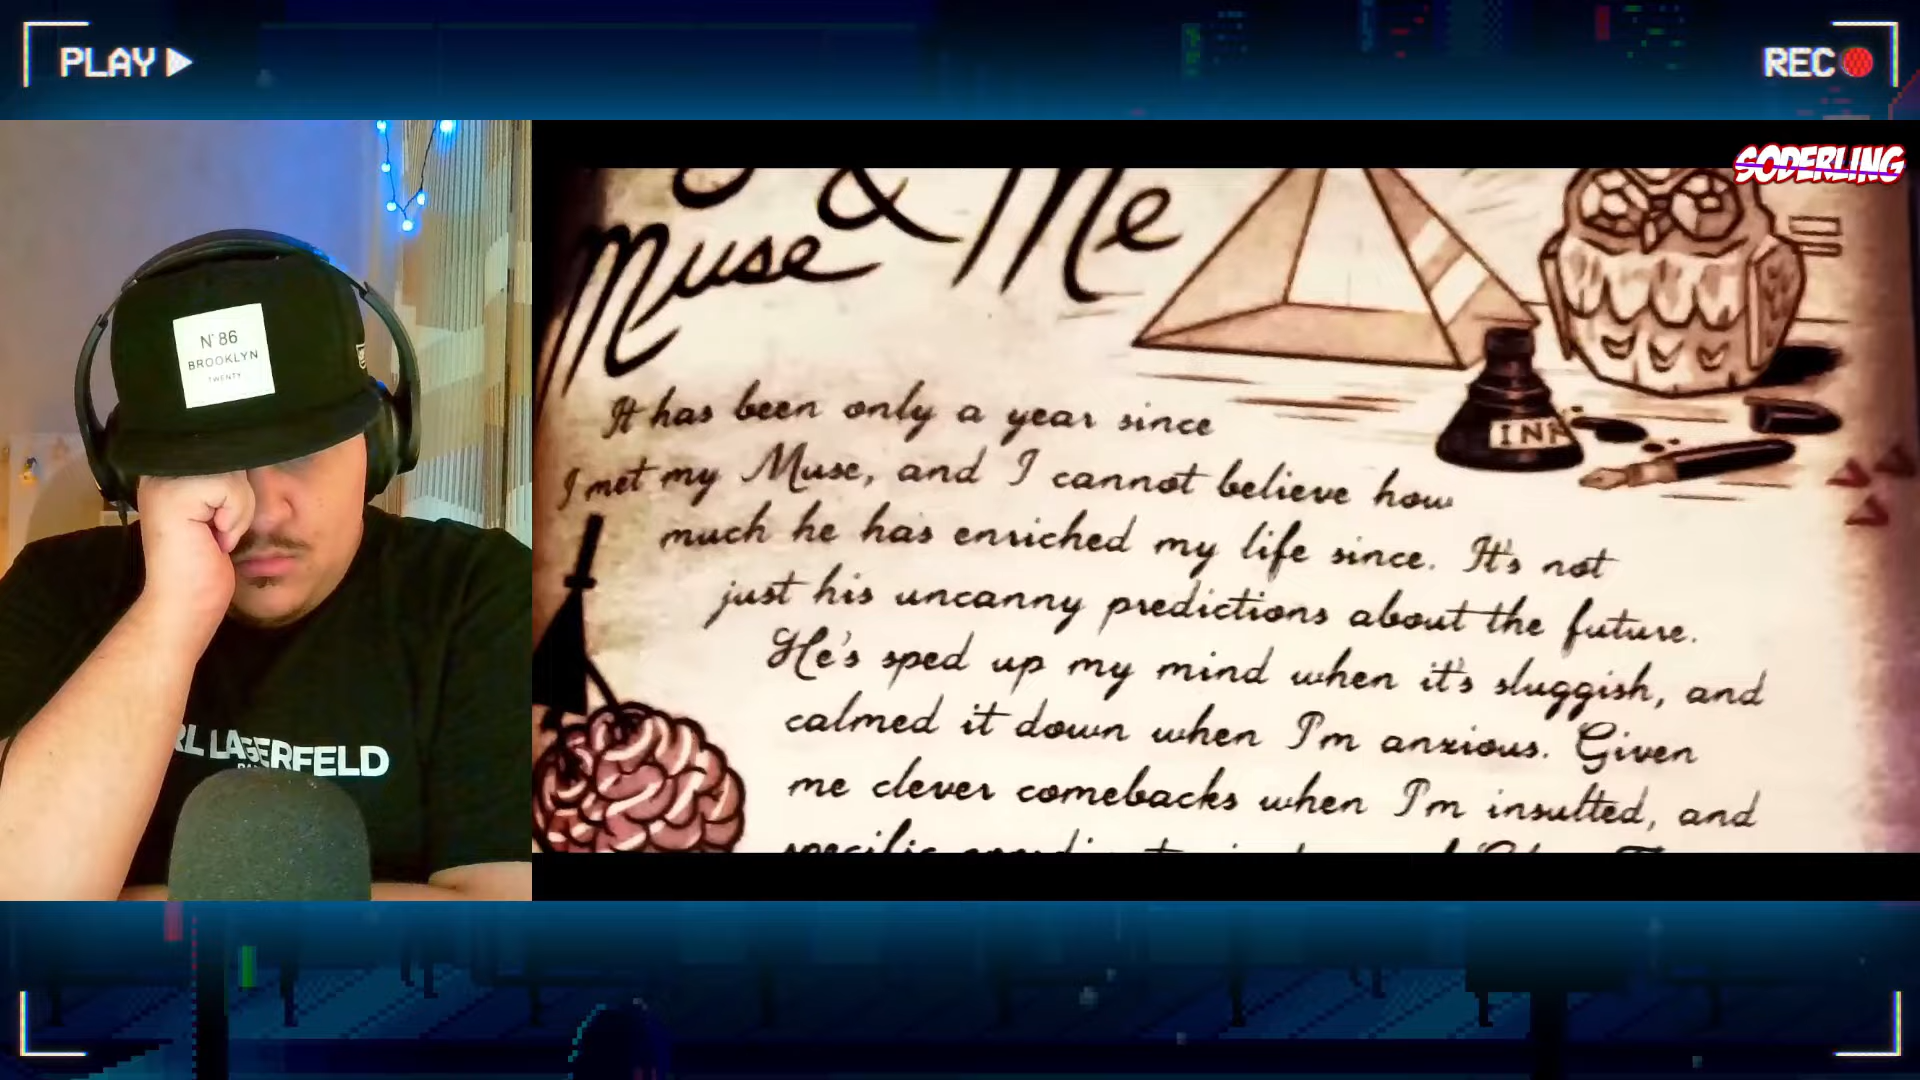 PLAY
REC
SODERLING
N° 86
BROOKLYN
TWENTY
RL LAGERFELD
& Me
Muse
INK
It has been only a year since
I met my Muse, and I cannot believe how
much he has enriched my life since. It's not
just his uncanny predictions about the future.
He's sped up my mind when it's sluggish, and
calmed it down when I'm anxious. Given
me clever comebacks when I'm insulted, and